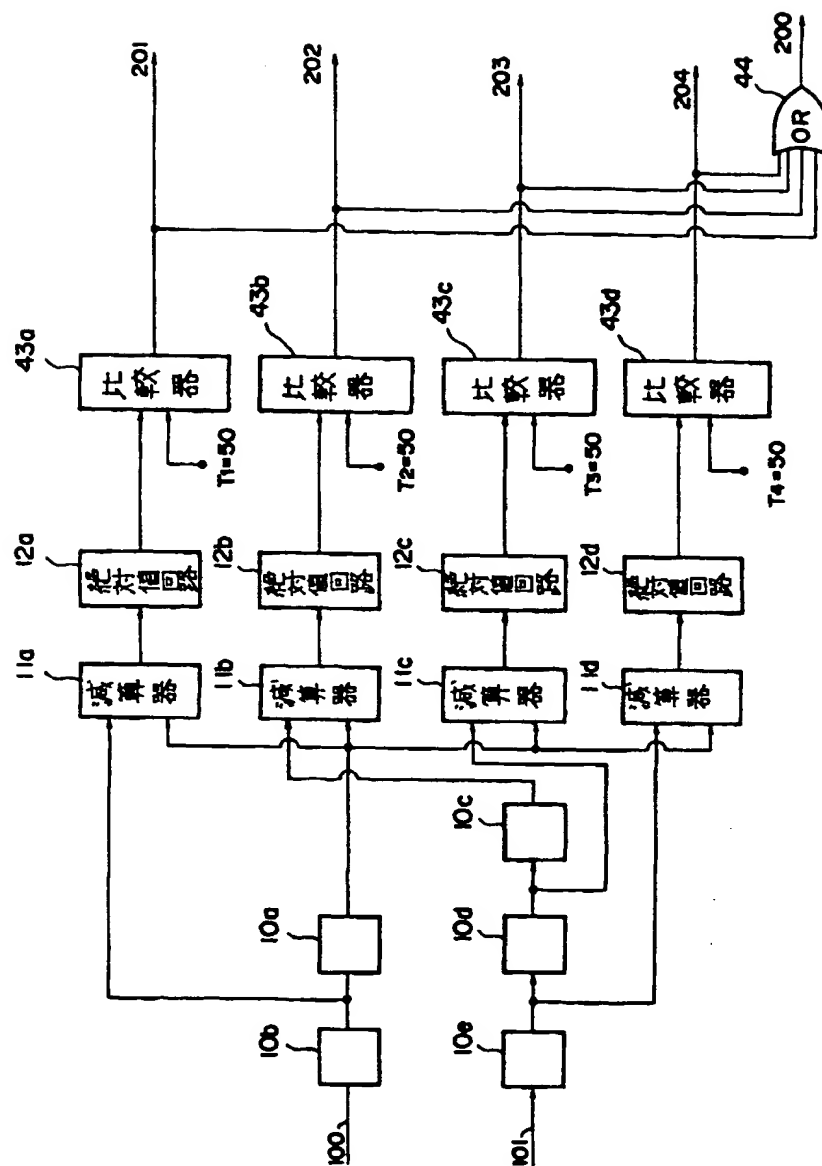 100
10b
10a
11a
減算器
12a
絶対値回路
T1=50
43a
比較器
201
11b
減算器
12b
絶対値回路
T2=50
43b
比較器
202
101
10e
10d
10c
11c
減算器
12c
絶対値回路
T3=50
43c
比較器
203
11d
減算器
12d
絶対値回路
T4=50
43d
比較器
204
44
OR
200